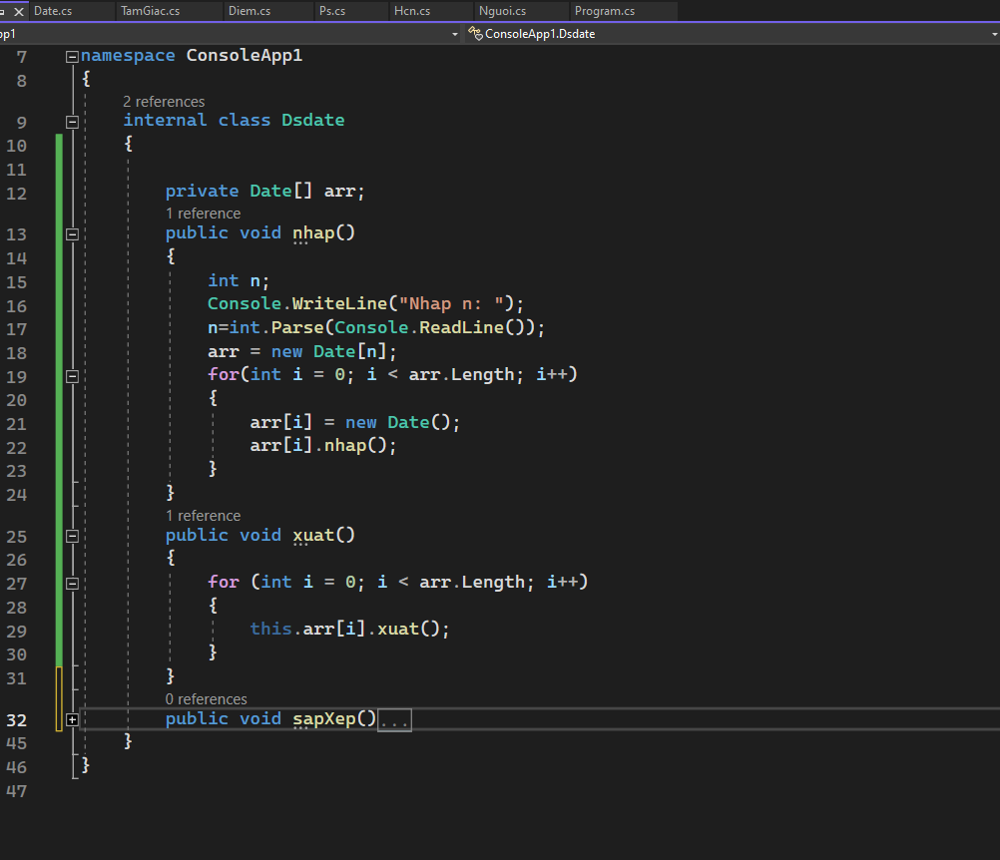 Date.cs TamGiac.cs Diem.cs Ps.cs Hcn.cs Nguoi.cs Program.cs
pp1 ConsoleApp1.Dsdate
7 namespace ConsoleApp1
8 {
2 references
9 internal class Dsdate
10 {
11
12 private Date[] arr;
1 reference
13 public void nhap()
14 {
15 int n;
16 Console.WriteLine("Nhap n: ");
17 n=int.Parse(Console.ReadLine());
18 arr = new Date[n];
19 for(int i = 0; i < arr.Length; i++)
20 {
21 arr[i] = new Date();
22 arr[i].nhap();
23 }
24 }
1 reference
25 public void xuat()
26 {
27 for (int i = 0; i < arr.Length; i++)
28 {
29 this.arr[i].xuat();
30 }
31 }
0 references
32 public void sapXep()...
45 }
46 }
47